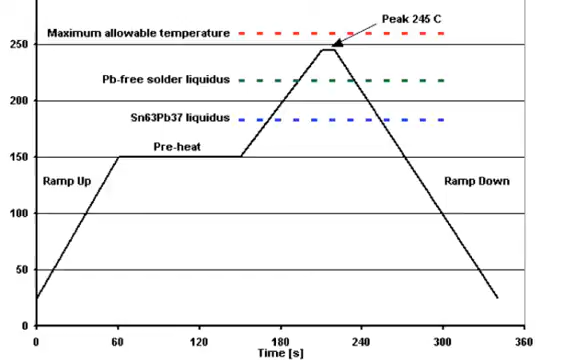 Peak 245 C
250
Maximum allowable temperature
Pb-free solder liquidus
200
Sn63Pb37 liquidus
150
Pre-heat
Ramp Up
Ramp Down
100
50
0
0 60 120 180 240 300 360
Time [s]